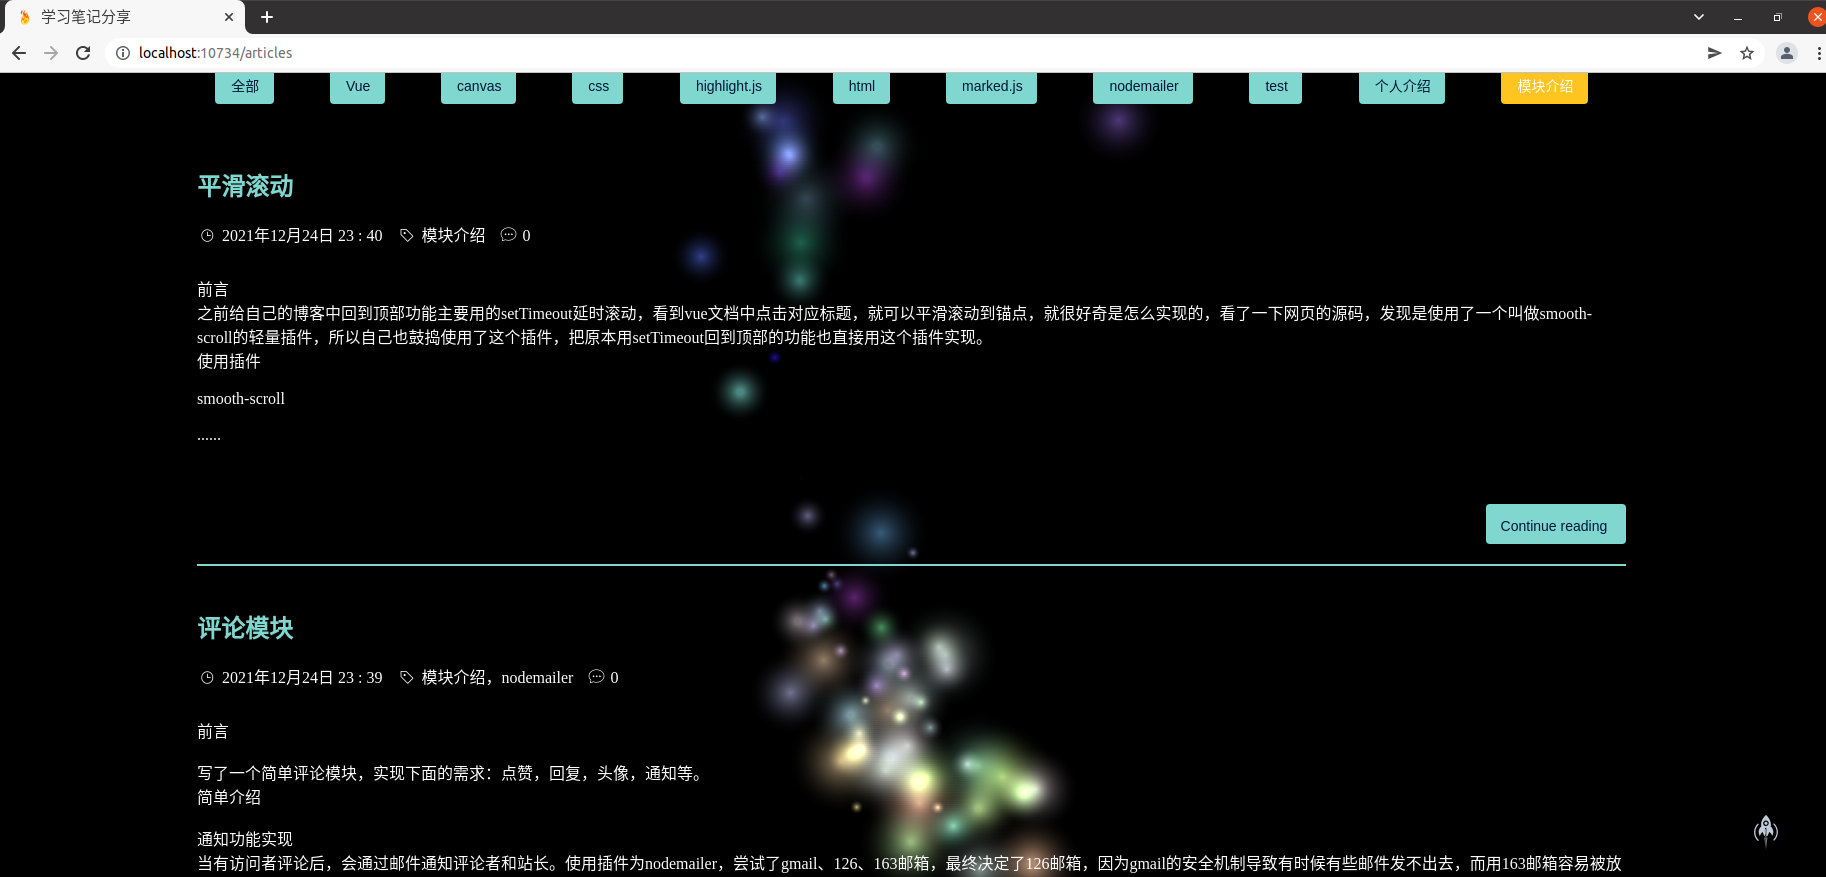 学习笔记分享
localhost:10734/articles
全部 Vue canvas css highlight.js html marked.js nodemailer test 个人介绍 模块介绍
平滑滚动
2021年12月24日 23 : 40 模块介绍 0
前言
之前给自己的博客中回到顶部功能主要用的setTimeout延时滚动，看到vue文档中点击对应标题，就可以平滑滚动到锚点，就很好奇是怎么实现的，看了一下网页的源码，发现是使用了一个叫做smooth-
scroll的轻量插件，所以自己也鼓捣使用了这个插件，把原本用setTimeout回到顶部的功能也直接用这个插件实现。
使用插件
smooth-scroll
......
Continue reading
评论模块
2021年12月24日 23 : 39 模块介绍，nodemailer 0
前言
写了一个简单评论模块，实现下面的需求：点赞，回复，头像，通知等。
简单介绍
通知功能实现
当有访问者评论后，会通过邮件通知评论者和站长。使用插件为nodemailer，尝试了gmail、126、163邮箱，最终决定了126邮箱，因为gmail的安全机制导致有时候有些邮件发不出去，而用163邮箱容易被放